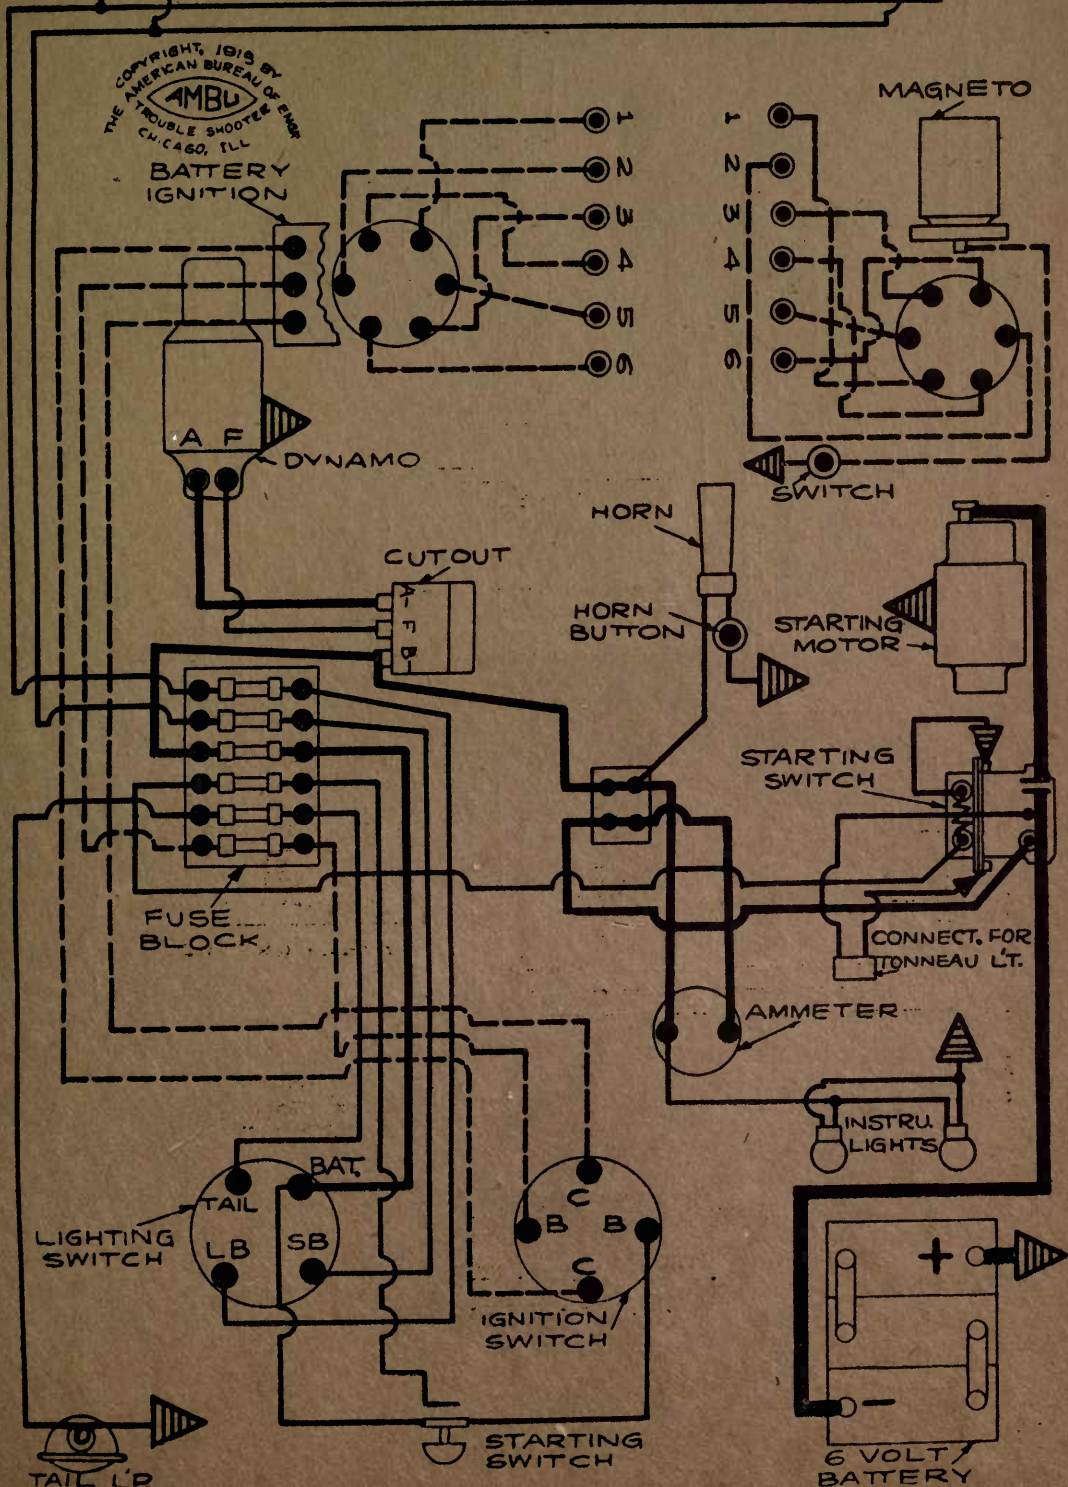 COPYRIGHT, 1919 BY
THE AMERICAN BUREAU OF ENGR
AMBU
TROUBLE SHOOTER
CHICAGO, ILL
BATTERY
IGNITION
1
2
3
4
5
6
1
2
3
4
5
6
MAGNETO
SWITCH
A F
DYNAMO
CUTOUT
A-
F
B-
HORN
HORN
BUTTON
STARTING
MOTOR
STARTING
SWITCH
FUSE
BLOCK
CONNECT. FOR
TONNEAU L'T.
AMMETER
INSTRU.
LIGHTS
BAT.
TAIL
LB
SB
LIGHTING
SWITCH
C
B B
C
IGNITION
SWITCH
+
-
STARTING
SWITCH
TAIL L'P
6 VOLT
BATTERY